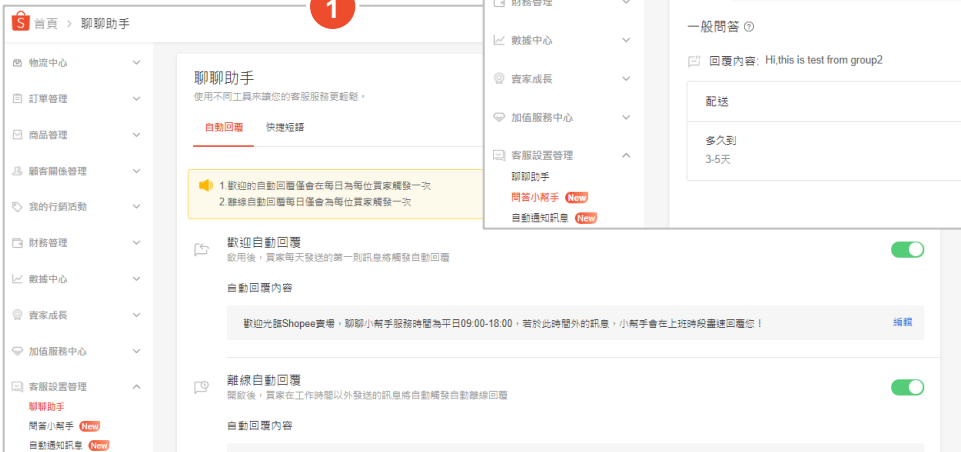 1
首頁 > 聊聊助手
物流中心
訂單管理
商品管理
顧客關係管理
我的行銷活動
財務管理
數據中心
賣家成長
加值服務中心
客服設置管理
聊聊助手
問答小幫手 New
自動通知訊息 New
聊聊助手
使用不同工具來讓您的客服服務更輕鬆。
自動回覆 快捷短語
1.歡迎的自動回覆僅會在每日為每位買家觸發一次
2.離線自動回覆每日僅會為每位買家觸發一次
歡迎自動回覆
啟用後，買家每天發送的第一則訊息將觸發自動回覆
自動回覆內容
歡迎光臨Shopee賣場，聊聊小幫手服務時間為平日09:00-18:00，若於此時間外的訊息，小幫手會在上班時段盡速回覆您！
編輯
離線自動回覆
開啟後，買家在工作時間以外發送的訊息將自動觸發自動離線回覆
自動回覆內容
財務管理
數據中心
賣家成長
加值服務中心
客服設置管理
聊聊助手
問答小幫手 New
自動通知訊息 New
一般問答
回覆內容: Hi,this is test from group2
配送
多久到
3-5天